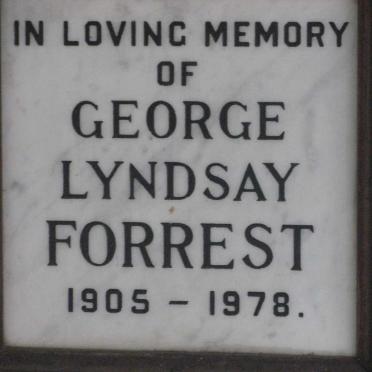 IN LOVING MEMORY
OF
GEORGE
LYNDSAY
FORREST
1905 – 1978.